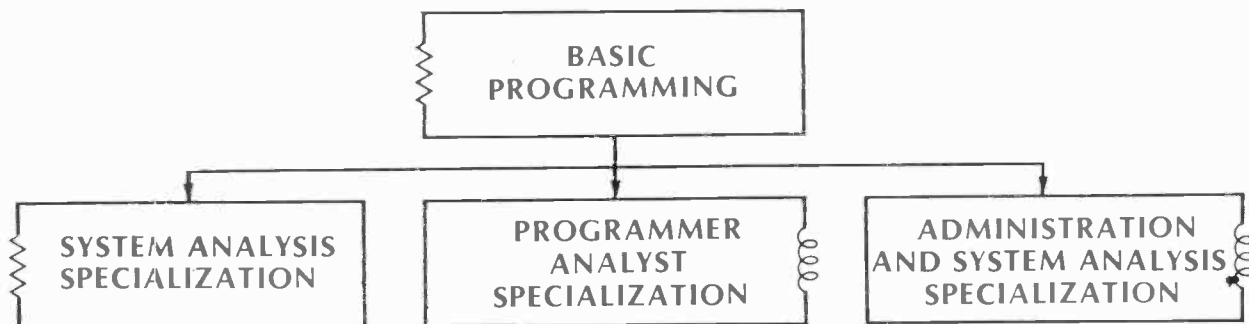 BASIC
PROGRAMMING
SYSTEM ANALYSIS
SPECIALIZATION
PROGRAMMER
ANALYST
SPECIALIZATION
ADMINISTRATION
AND SYSTEM ANALYSIS
SPECIALIZATION